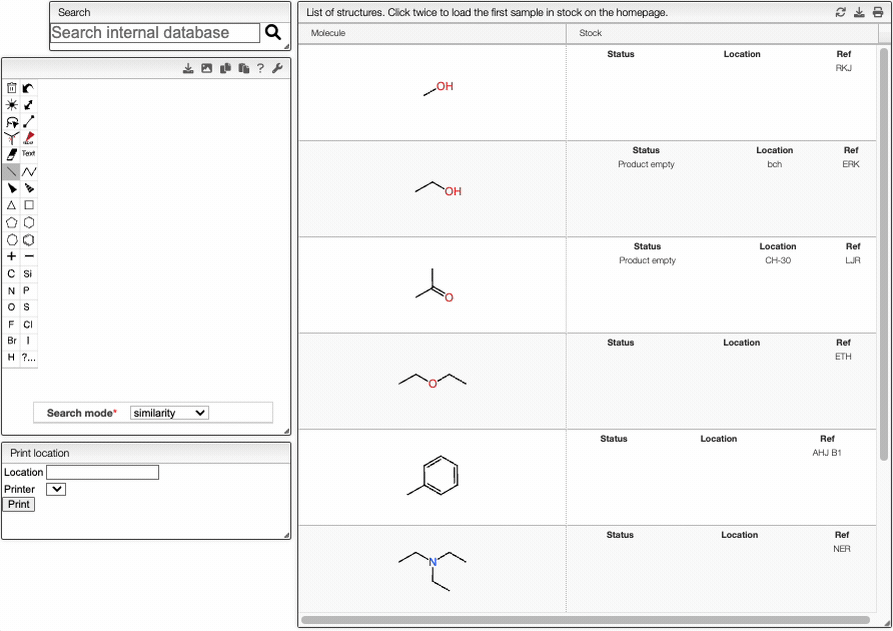 Search
Search internal database
?
Text
C Si
N P
O S
F Cl
Br I
H ?...
Search mode* similarity
Print location
Location
Printer
Print
List of structures. Click twice to load the first sample in stock on the homepage.
Molecule Stock
Status Location Ref
RKJ
OH
Status Location Ref
Product empty bch ERK
OH
Status Location Ref
Product empty CH-30 LJR
O
Status Location Ref
ETH
O
Status Location Ref
AHJ B1
Status Location Ref
NER
N